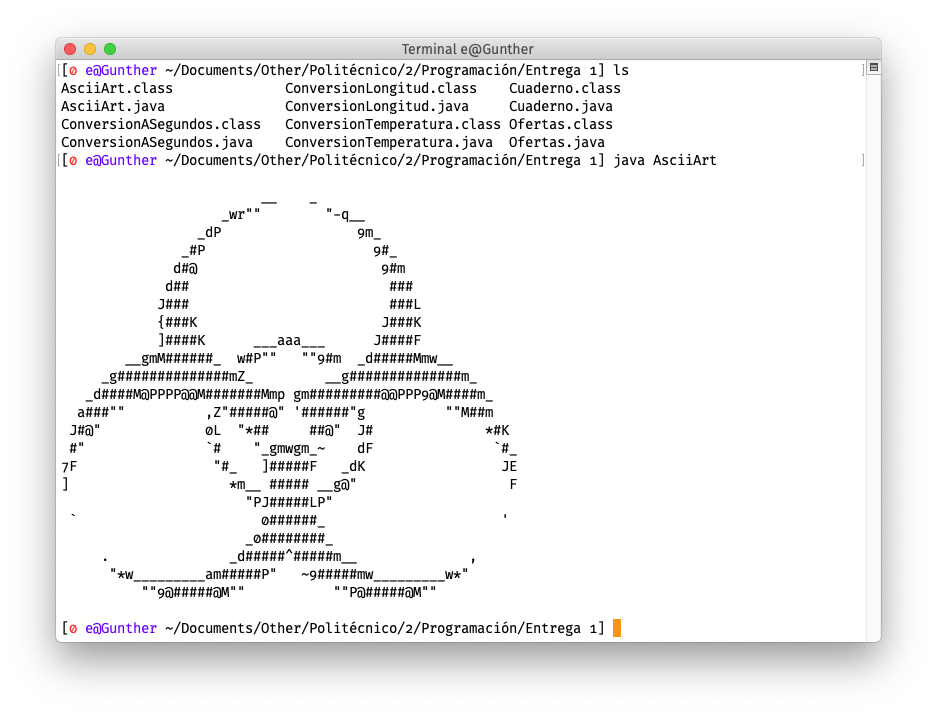 Terminal e@Gunther
[0 e@Gunther ~/Documents/Other/Politécnico/2/Programación/Entrega 1] ls
AsciiArt.class              ConversionLongitud.class    Cuaderno.class
AsciiArt.java               ConversionLongitud.java     Cuaderno.java
ConversionASegundos.class   ConversionTemperatura.class Ofertas.class
ConversionASegundos.java    ConversionTemperatura.java  Ofertas.java
[0 e@Gunther ~/Documents/Other/Politécnico/2/Programación/Entrega 1] java AsciiArt
                         __    _
                    _wr""        "-q__
                 _dP                 9m_
               _#P                     9#_
              d#@                       9#m
             d##                         ###
            J###                         ###L
            {###K                       J###K
            ]####K      ___aaa___      J####F
        __gmM######_  w#P""   ""9#m  _d#####Mmw__
     _g##############mZ_         __g##############m_
   _d####M@PPPP@@M#######Mmp gm#########@@PPP9@M####m_
  a###""          ,Z"#####@" '######"g          ""M##m
 J#@"             0L  "*##     ##@"  J#              *#K
 #"               `#    "_gmwgm_~    dF               `#_
7F                 "#_   ]#####F   _dK                 JE
]                    *m__ ##### __g@"                   F
                       "PJ#####LP"
 `                       0######_                      '
                       _0########_
     .               _d#####^#####m__              ,
      "*w_________am#####P"   ~9#####mw_________w*"
          ""9@#####@M""           ""P@#####@M""
[0 e@Gunther ~/Documents/Other/Politécnico/2/Programación/Entrega 1]